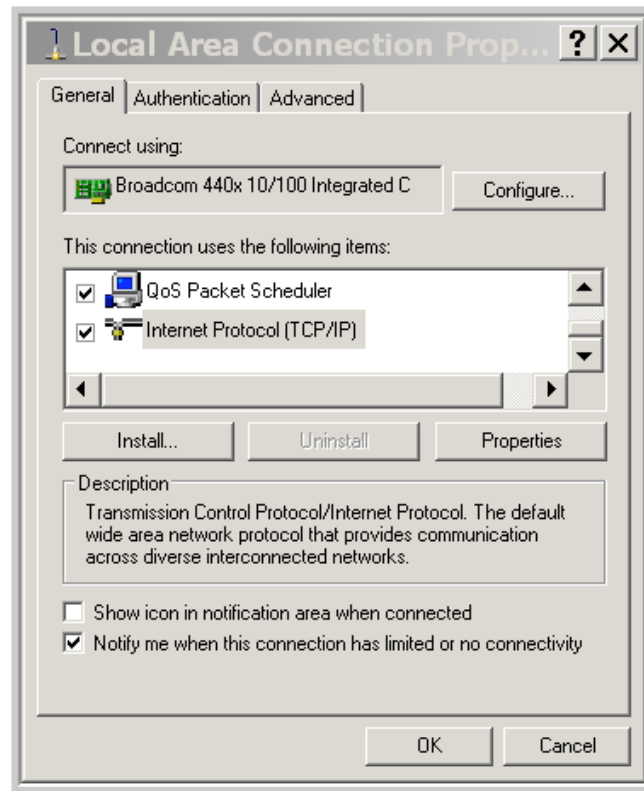 Local Area Connection Prop...
General Authentication Advanced
Connect using:
Broadcom 440x 10/100 Integrated C
Configure...
This connection uses the following items:
QoS Packet Scheduler
Internet Protocol (TCP/IP)
Install... Uninstall Properties
Description
Transmission Control Protocol/Internet Protocol. The default
wide area network protocol that provides communication
across diverse interconnected networks.
Show icon in notification area when connected
Notify me when this connection has limited or no connectivity
OK Cancel